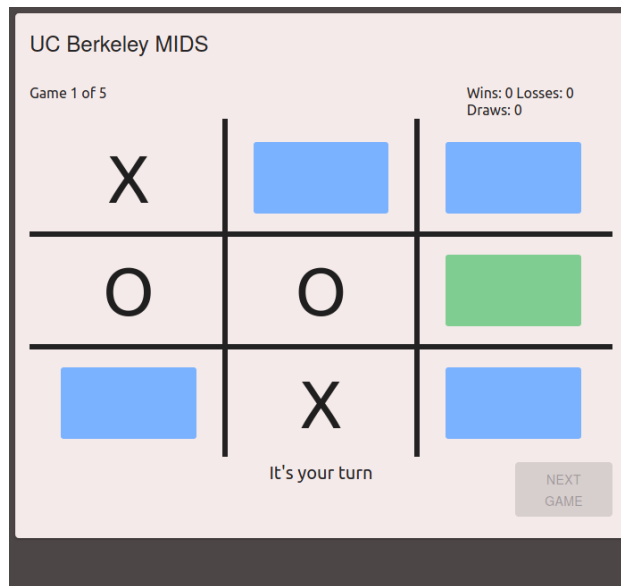 UC Berkeley MIDS
Game 1 of 5
Wins: 0 Losses: 0
Draws: 0
X
O O
X
It's your turn
NEXT
GAME